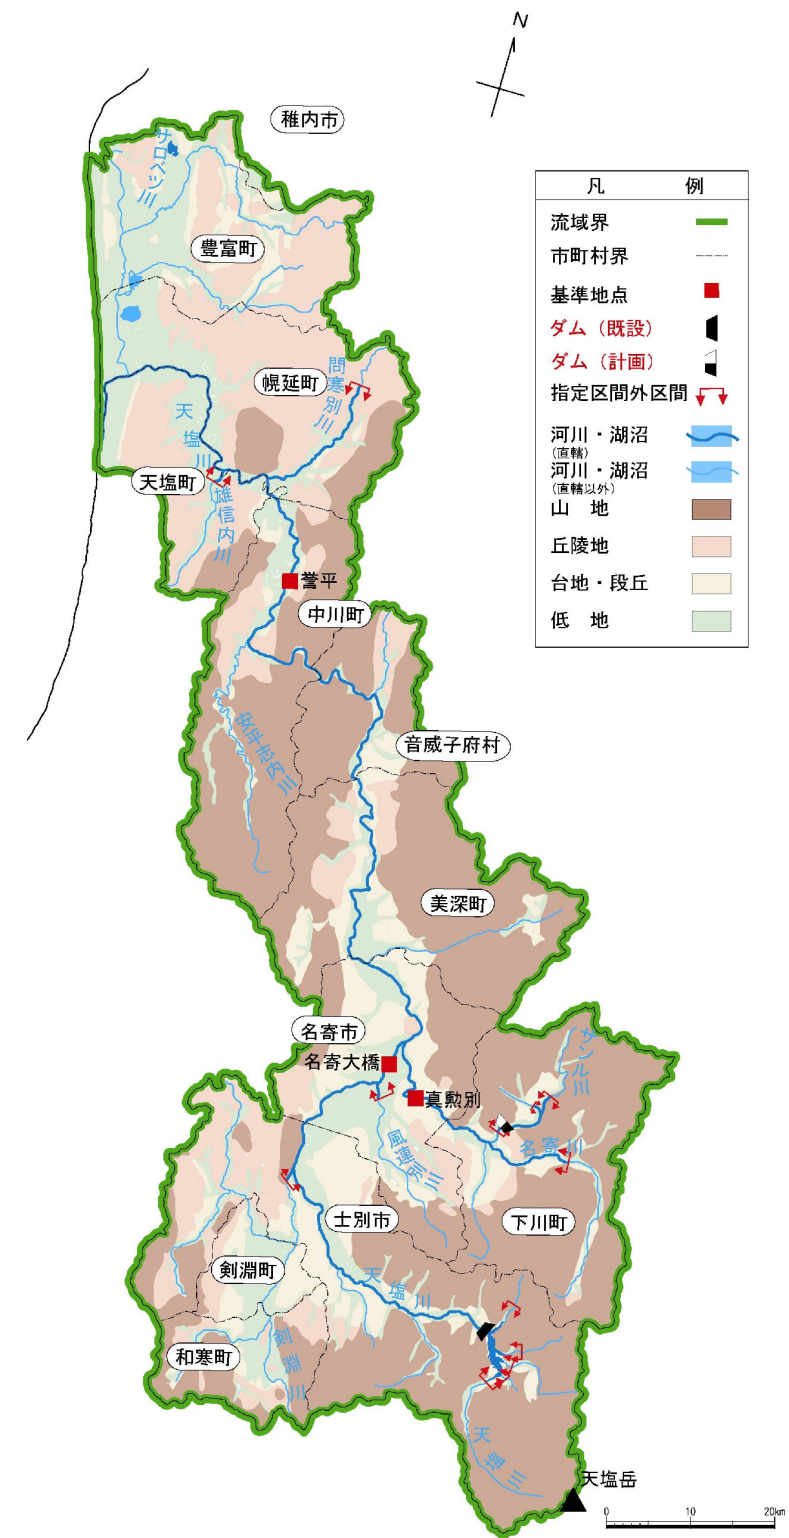 N
稚内市
サロベツ川
凡 例
流域界
豊富町
市町村界
基準地点
ダム（既設）
ダム（計画）
幌延町
問寒別川
指定区間外区間
天塩川
河川・湖沼
(直轄)
河川・湖沼
(直轄以外)
天塩町
雄信内川
山 地
丘陵地
誉平
台地・段丘
中川町
低 地
安平志内川
音威子府村
美深町
名寄市
サンル川
名寄大橋
真勲別
風連別川
名寄川
士別市
下川町
剣淵町
天塩川
和寒町
剣淵川
天塩川
天塩岳
0 10 20km